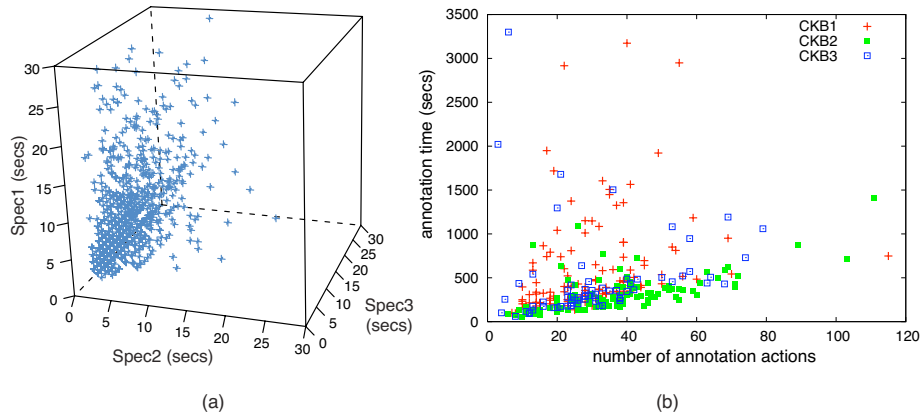 30
25
20
15
10
5
0
Spec1 (secs)
0
5
10
15
20
25
30
Spec2 (secs)
0
5
10
15
20
25
30
Spec3
(secs)
(a)
3500
3000
2500
2000
1500
1000
500
0
annotation time (secs)
CKB1
CKB2
CKB3
0 20 40 60 80 100 120
number of annotation actions
(b)